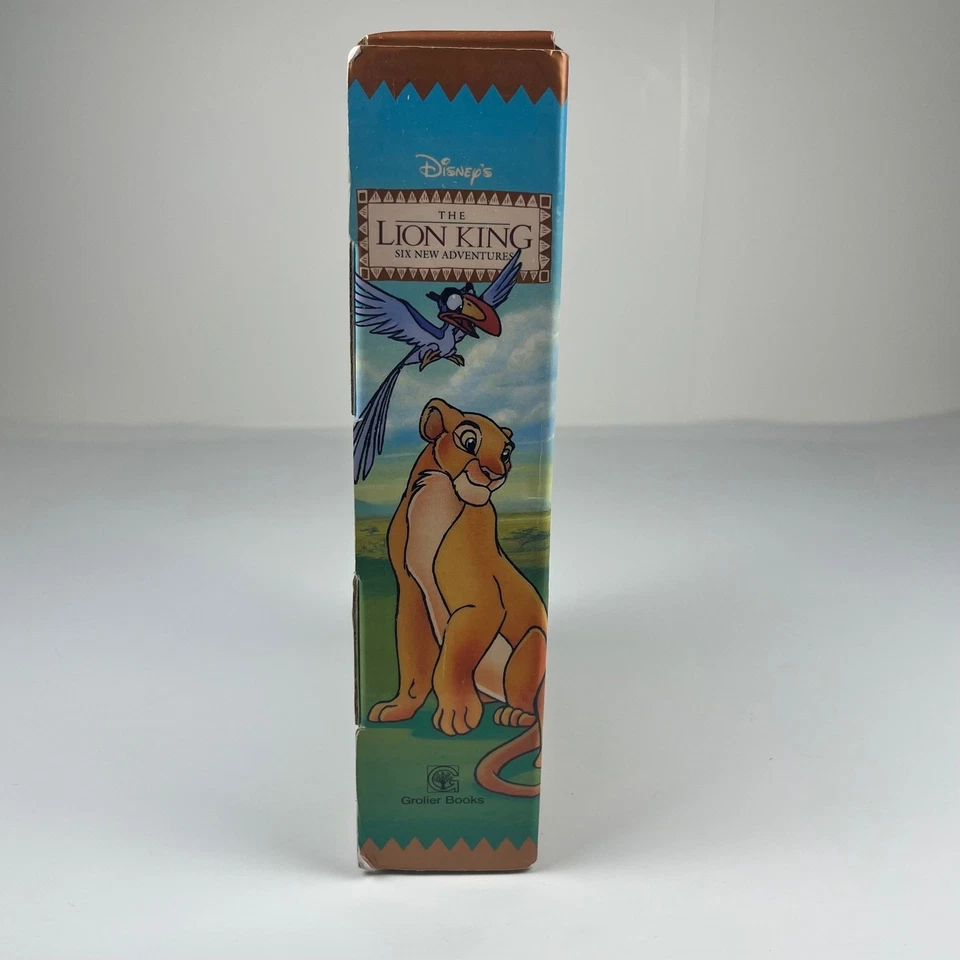 Disney's
THE
LION KING
SIX NEW ADVENTURES
G
Grolier Books